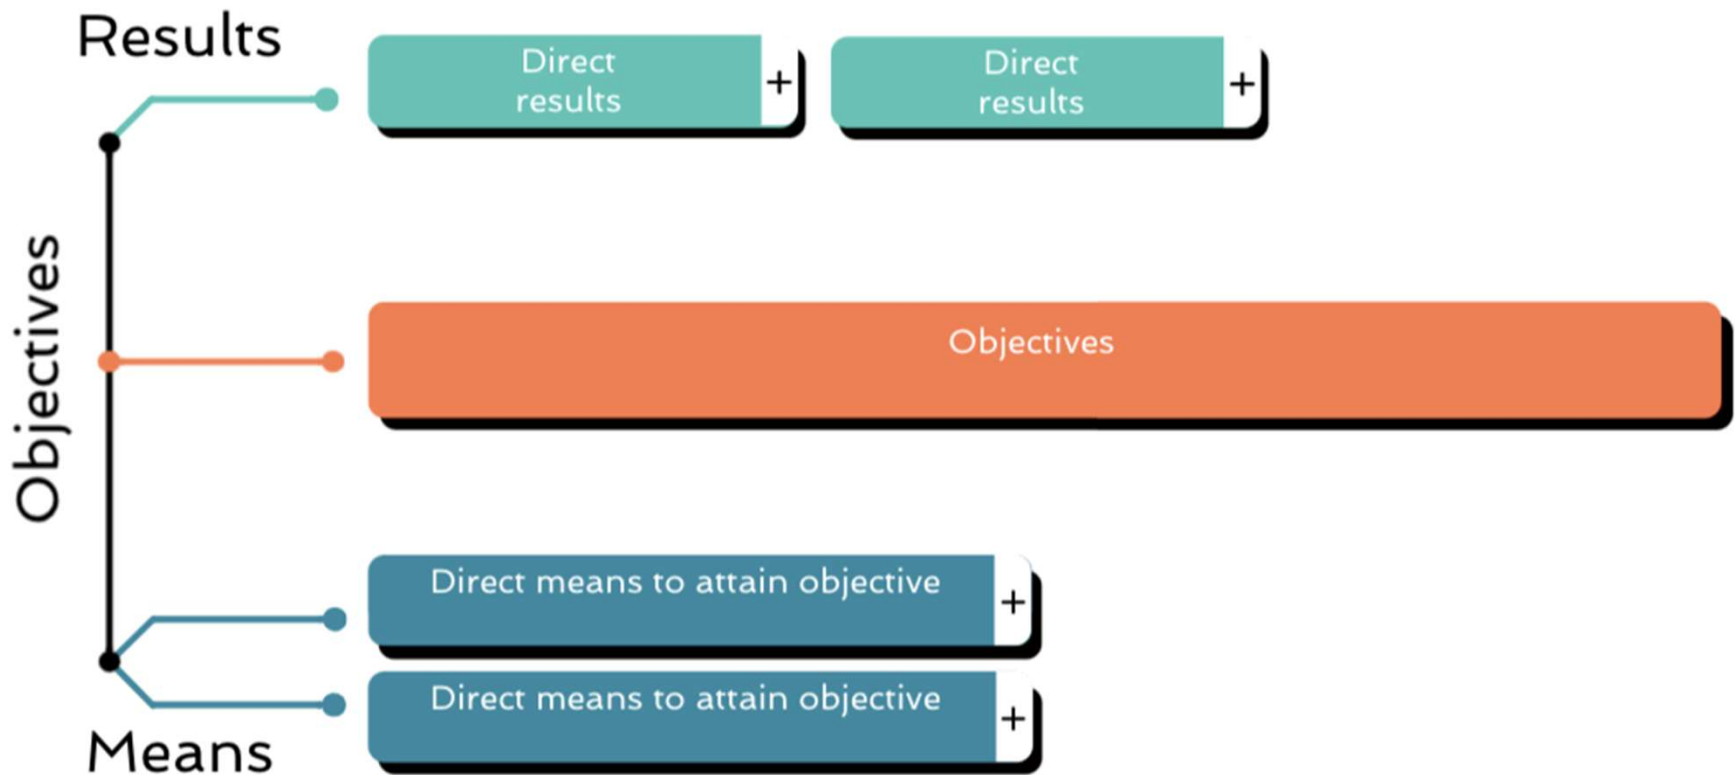 Results
Direct
results
+
Direct
results
+
Objectives
Objectives
Direct means to attain objective
+
Direct means to attain objective
+
Means